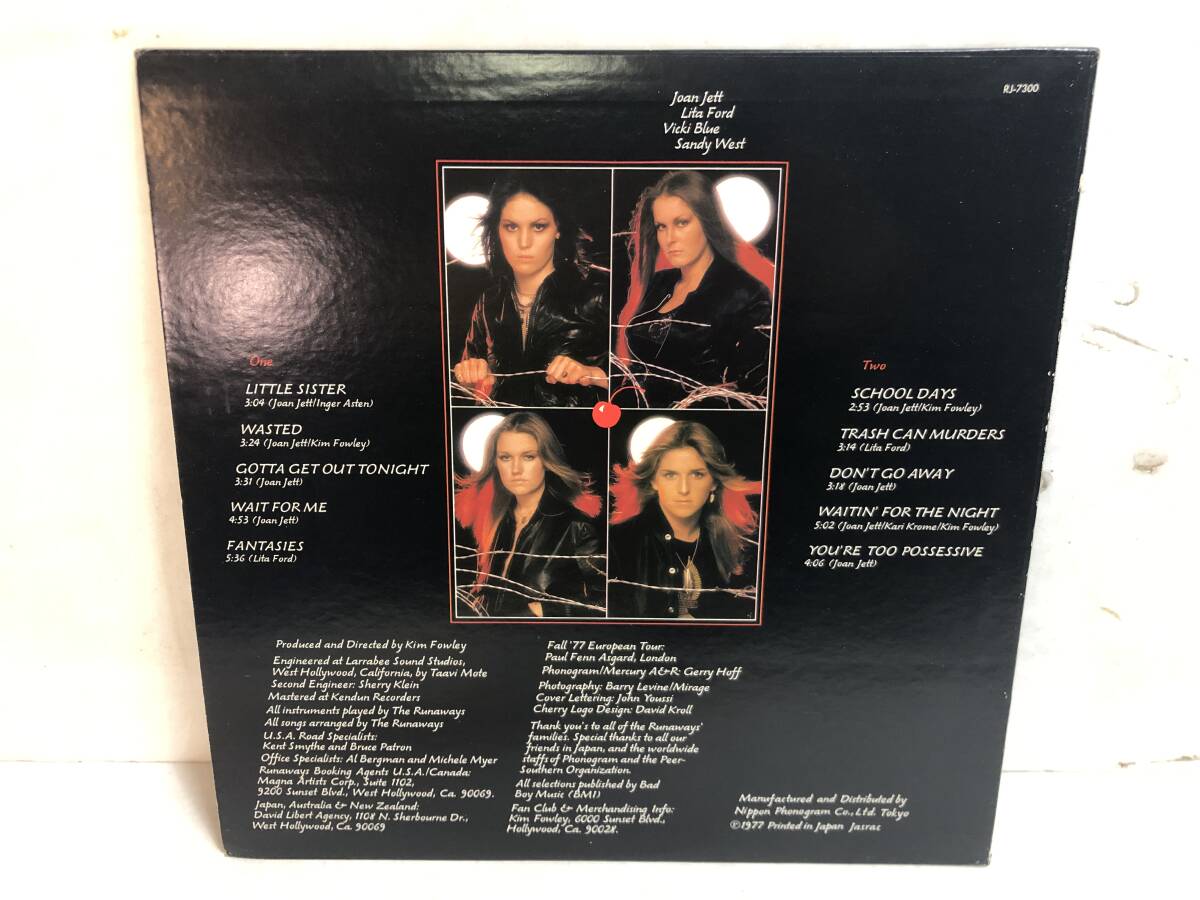 RJ-7300
Joan Jett
Lita Ford
Vicki Blue
Sandy West
One
LITTLE SISTER
3:04 (Joan Jett/Inger Asten)
WASTED
3:24 (Joan Jett/Kim Fowley)
GOTTA GET OUT TONIGHT
3:31 (Joan Jett)
WAIT FOR ME
4:53 (Joan Jett)
FANTASIES
5:36 (Lita Ford)
Two
SCHOOL DAYS
2:53 (Joan Jett/Kim Fowley)
TRASH CAN MURDERS
3:14 (Lita Ford)
DON'T GO AWAY
3:18 (Joan Jett)
WAITIN' FOR THE NIGHT
5:02 (Joan Jett/Kari Krome/Kim Fowley)
YOU'RE TOO POSSESSIVE
4:06 (Joan Jett)
Produced and Directed by Kim Fowley
Engineered at Larrabee Sound Studios,
West Hollywood, California, by Taavi Mote
Second Engineer: Sherry Klein
Mastered at Kendun Recorders
All instruments played by The Runaways
All songs arranged by The Runaways
U.S.A. Road Specialists:
Kent Smythe and Bruce Patron
Office Specialists: Al Bergman and Michele Myer
Runaways Booking Agents U.S.A./Canada:
Magna Artists Corp., Suite 1102,
9200 Sunset Blvd., West Hollywood, Ca. 90069.
Japan, Australia & New Zealand:
David Libert Agency, 1108 N. Sherbourne Dr.,
West Hollywood, Ca. 90069
Fall '77 European Tour:
Paul Fenn Asgard, London
Phonogram/Mercury A&R: Gerry Hoff
Photography: Barry Levine/Mirage
Cover Lettering: John Youssi
Cherry Logo Design: David Kroll
Thank you's to all of the Runaways'
families. Special thanks to all our
friends in Japan, and the worldwide
staffs of Phonogram and the Peer-
Southern Organization.
All selections published by Bad
Boy Music (BMI)
Fan Club & Merchandising Info:
Kim Fowley, 6000 Sunset Blvd.,
Hollywood, Ca. 90028.
Manufactured and Distributed by
Nippon Phonogram Co., Ltd. Tokyo
℗1977 Printed in Japan Jasrac